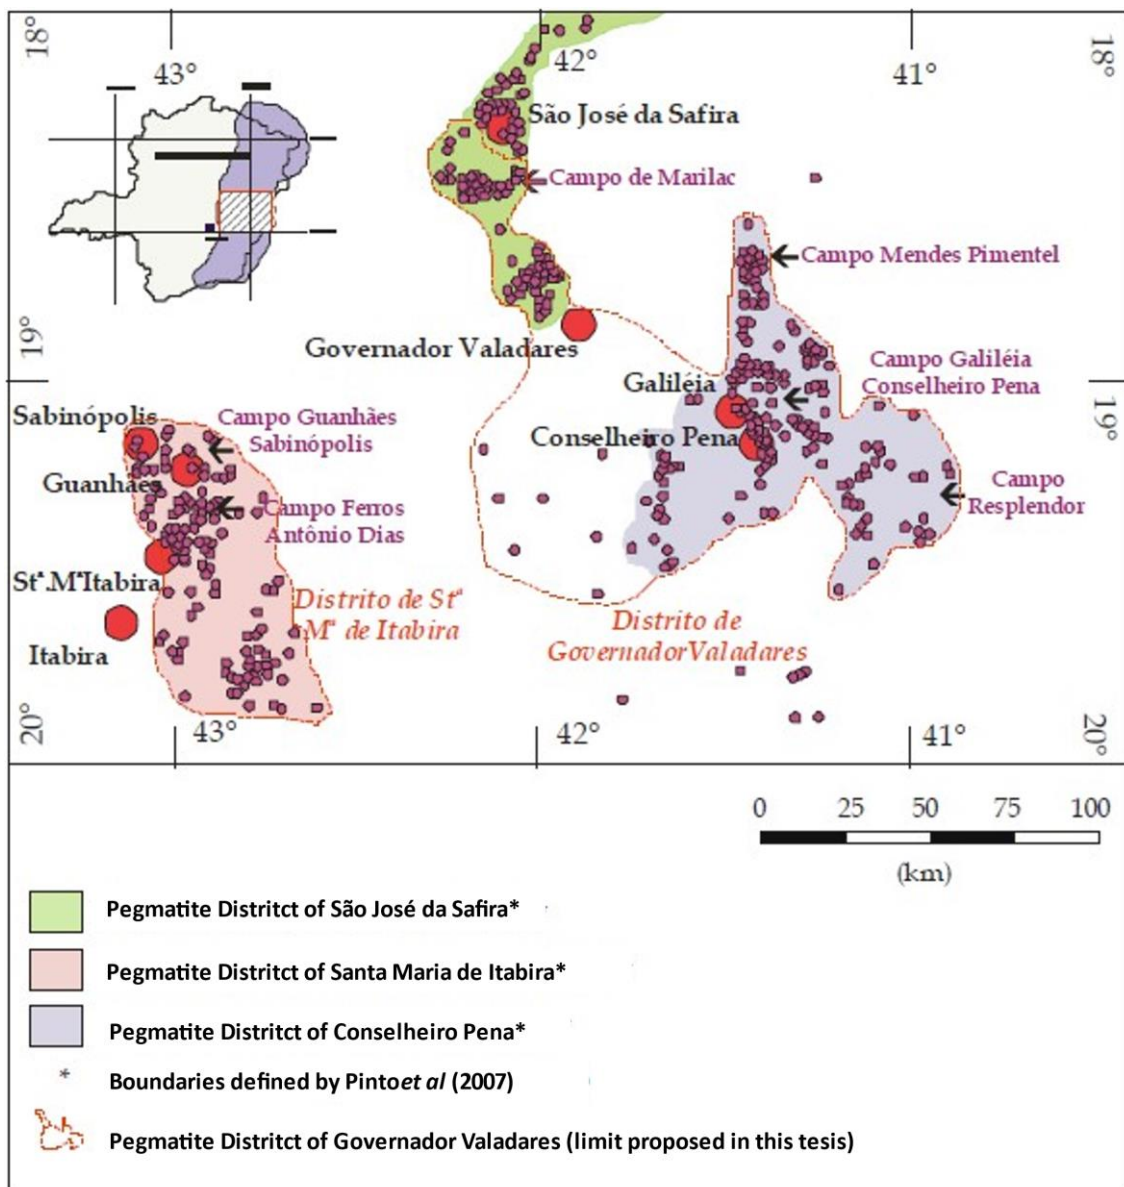 18°
43°
42°
41°
18°
São José da Safira
Campo de Marilac
Campo Mendes Pimentel
19°
Governador Valadares
Campo Galiléia
Conselheiro Pena
Galiléia
19°
Sabinópolis
Campo Guanhães
Sabinópolis
Conselheiro Pena
Guanhães
Campo Ferros
Antônio Dias
Campo
Resplendor
Stª.MªItabira
Distrito de Stª
Mª de Itabira
Distrito de
GovernadorValadares
Itabira
20°
43°
42°
41°
20°
0 25 50 75 100
(km)
Pegmatite Distritct of São José da Safira*
Pegmatite Distritct of Santa Maria de Itabira*
Pegmatite Distritct of Conselheiro Pena*
* Boundaries defined by Pintoet al (2007)
Pegmatite Distritct of Governador Valadares (limit proposed in this tesis)